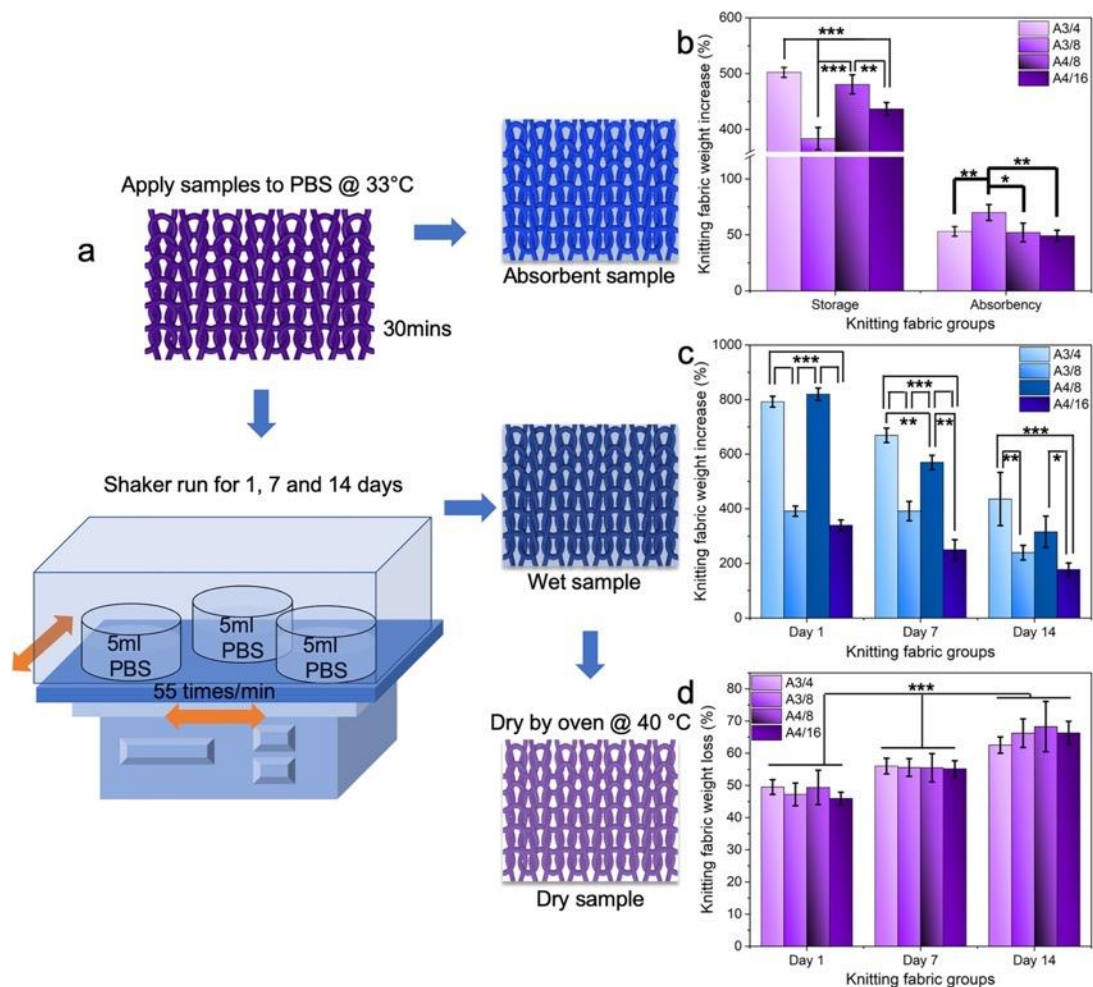 a
Apply samples to PBS @ 33°C
30mins
Absorbent sample
Shaker run for 1, 7 and 14 days
5ml
PBS
5ml
PBS
5ml
PBS
55 times/min
Wet sample
Dry by oven @ 40 °C
Dry sample
b
Knitting fabric weight increase (%)
600
500
400
100
50
0
***
***
**
**
*
**
A3/4
A3/8
A4/8
A4/16
Storage
Absorbency
Knitting fabric groups
c
Knitting fabric weight increase (%)
1000
800
600
400
200
0
***
***
**
**
***
**
*
A3/4
A3/8
A4/8
A4/16
Day 1
Day 7
Day 14
Knitting fabric groups
d
Knitting fabric weight loss (%)
85
80
70
60
50
40
30
20
10
0
***
A3/4
A3/8
A4/8
A4/16
Day 1
Day 7
Day 14
Knitting fabric groups